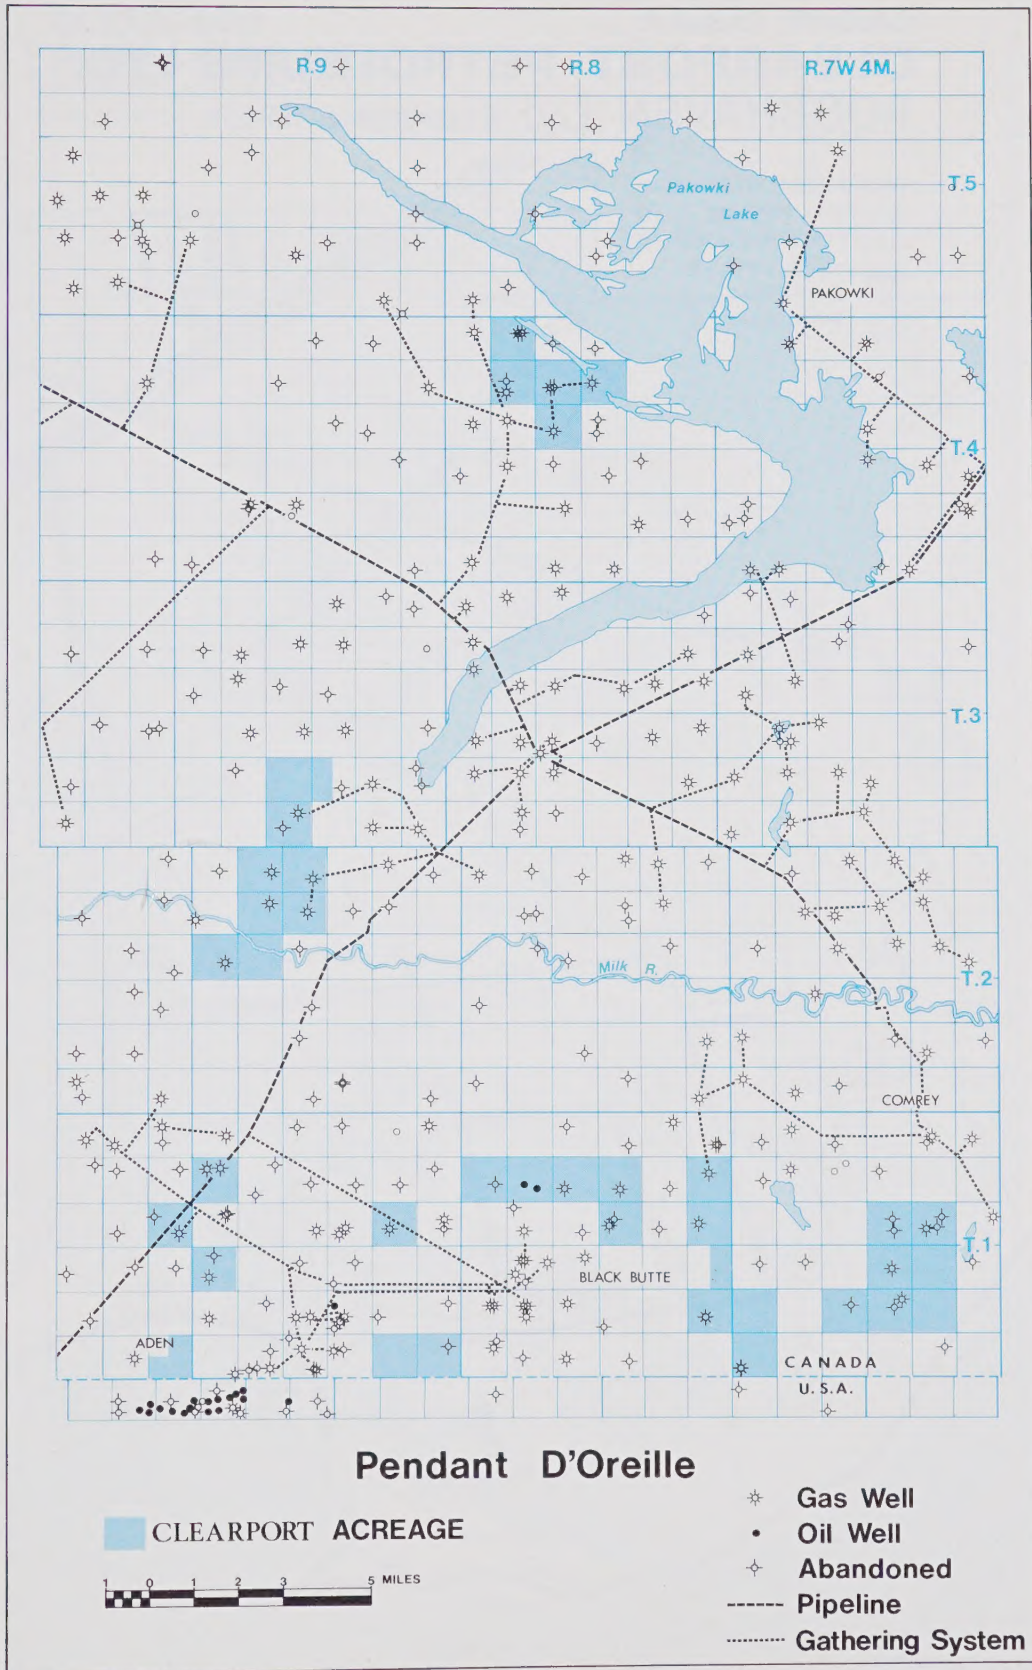 R.9
R.8
R.7W 4M.
T.5
Pakowki
Lake
PAKOWKI
T.4
T.3
Milk R.
T.2
COMREY
T.1
BLACK BUTTE
ADEN
CANADA
U.S.A.
Pendant D'Oreille
CLEARPORT ACREAGE
1 0 1 2 3 5 MILES
Gas Well
Oil Well
Abandoned
Pipeline
Gathering System